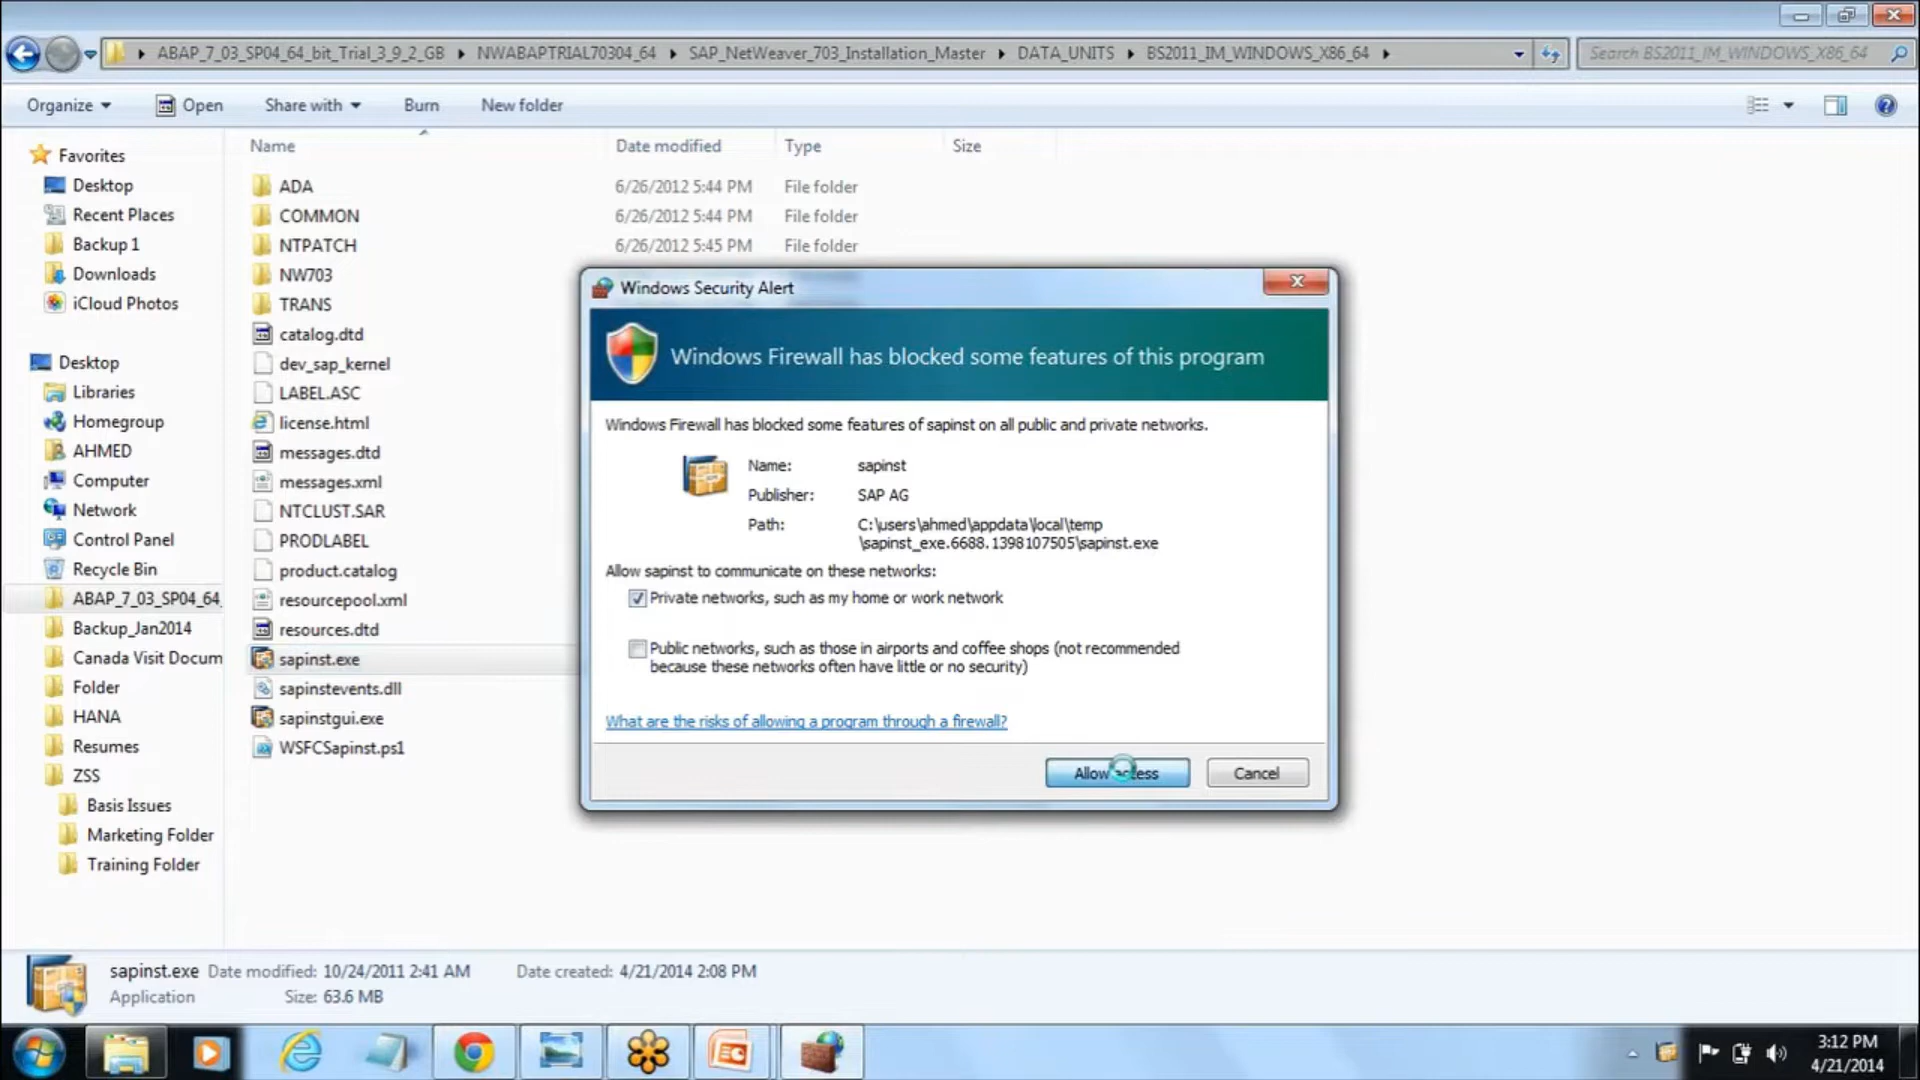 ABAP_7_03_SP04_64_bit_Trial_3_9_2_GB NWABAPTRIAL70304_64 SAP_NetWeaver_703_Installation_Master DATA_UNITS BS2011_IM_WINDOWS_X86_64 Search BS2011_IM_WINDOWS_X86_64
Organize Open Share with Burn New folder
Name Date modified Type Size
Favorites
Desktop
Recent Places
Backup 1
Downloads
iCloud Photos
Desktop
Libraries
Homegroup
AHMED
Computer
Network
Control Panel
Recycle Bin
ABAP_7_03_SP04_64_
Backup_Jan2014
Canada Visit Docum
Folder
HANA
Resumes
ZSS
Basis Issues
Marketing Folder
Training Folder
ADA 6/26/2012 5:44 PM File folder
COMMON 6/26/2012 5:44 PM File folder
NTPATCH 6/26/2012 5:45 PM File folder
NW703
TRANS
catalog.dtd
dev_sap_kernel
LABEL.ASC
license.html
messages.dtd
messages.xml
NTCLUST.SAR
PRODLABEL
product.catalog
resourcepool.xml
resources.dtd
sapinst.exe
sapinstevents.dll
sapinstgui.exe
WSFCSapinst.ps1
Windows Security Alert
Windows Firewall has blocked some features of this program
Windows Firewall has blocked some features of sapinst on all public and private networks.
Name: sapinst
Publisher: SAP AG
Path: C:\users\ahmed\appdata\local\temp
\sapinst_exe.6688.1398107505\sapinst.exe
Allow sapinst to communicate on these networks:
Private networks, such as my home or work network
Public networks, such as those in airports and coffee shops (not recommended
because these networks often have little or no security)
What are the risks of allowing a program through a firewall?
Allow access Cancel
sapinst.exe Date modified: 10/24/2011 2:41 AM Date created: 4/21/2014 2:08 PM
Application Size: 63.6 MB
3:12 PM
4/21/2014